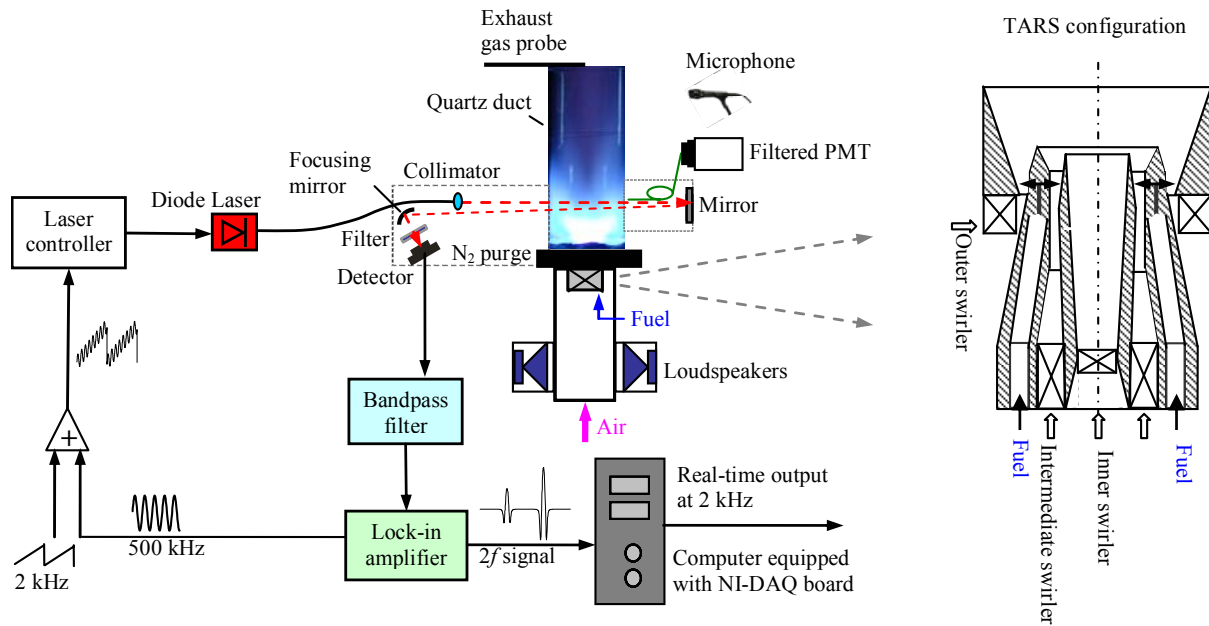 Exhaust
gas probe
TARS configuration
Microphone
Quartz duct
Filtered PMT
Focusing
mirror
Collimator
Diode Laser
Laser
controller
Mirror
Filter
Detector
N2 purge
Outer swirler
Fuel
Loudspeakers
Bandpass
filter
Air
Fuel
Intermediate swirler
Inner swirler
Fuel
+
500 kHz
2 kHz
Lock-in
amplifier
2f signal
Real-time output
at 2 kHz
Computer equipped
with NI-DAQ board